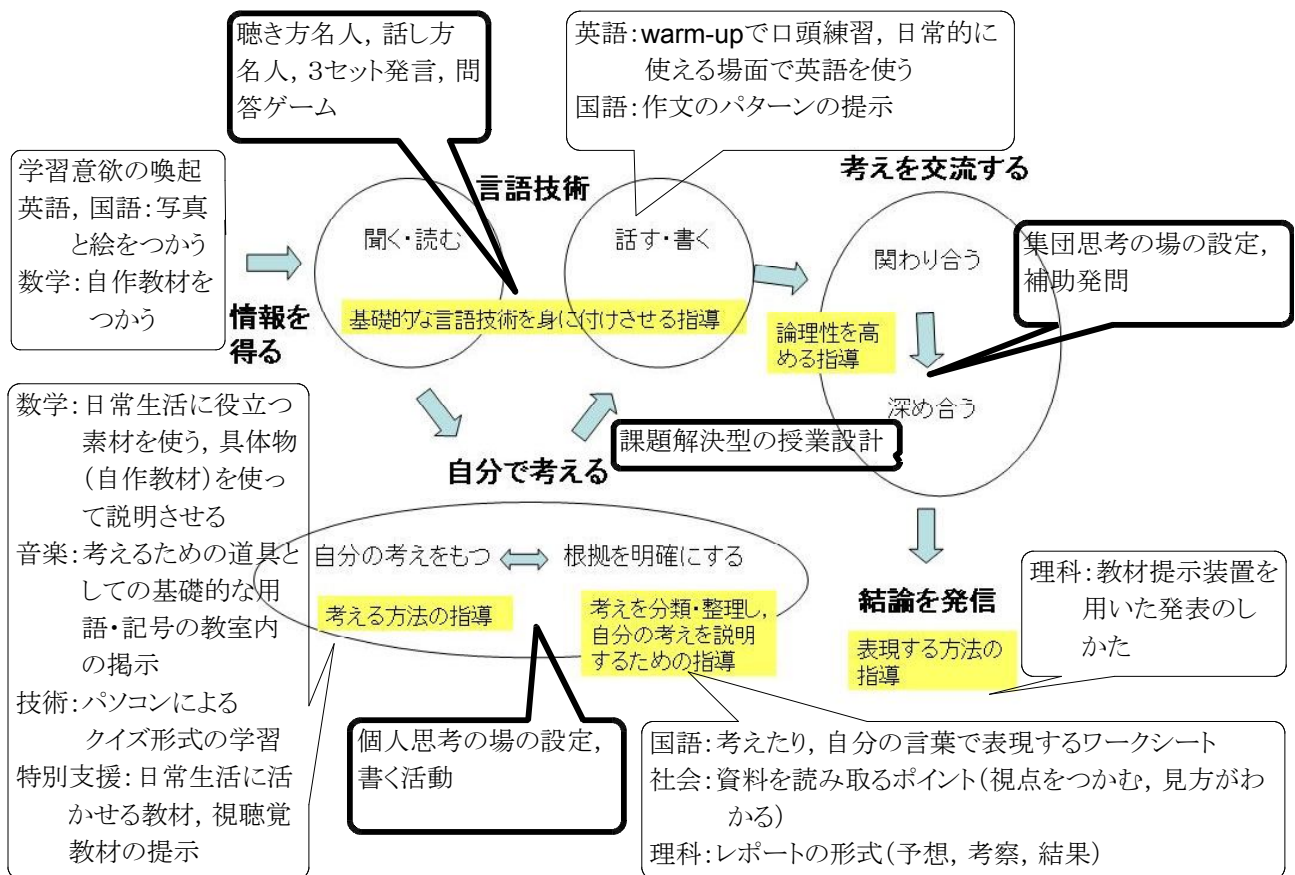 聴き方名人, 話し方
名人, ３セット発言, 問
答ゲーム
英語：warm-upで口頭練習, 日常的に
使える場面で英語を使う
国語：作文のパターンの提示
学習意欲の喚起
英語, 国語：写真
と絵をつかう
数学：自作教材を
つかう
言語技術
考えを交流する
聞く・読む
話す・書く
関わり合う
集団思考の場の設定,
補助発問
情報を
得る
基礎的な言語技術を身に付けさせる指導
論理性を高
める指導
深め合う
数学：日常生活に役立つ
素材を使う, 具体物
（自作教材）を使っ
て説明させる
音楽：考えるための道具と
しての基礎的な用
語・記号の教室内
の掲示
技術：パソコンによる
クイズ形式の学習
特別支援：日常生活に活
かせる教材, 視聴覚
教材の提示
課題解決型の授業設計
自分で考える
自分の考えをもつ
根拠を明確にする
考える方法の指導
考えを分類・整理し,
自分の考えを説明
するための指導
結論を発信
表現する方法の
指導
理科：教材提示装置を
用いた発表のし
かた
個人思考の場の設定,
書く活動
国語：考えたり, 自分の言葉で表現するワークシート
社会：資料を読み取るポイント（視点をつかむ, 見方がわ
かる）
理科：レポートの形式（予想, 考察, 結果）